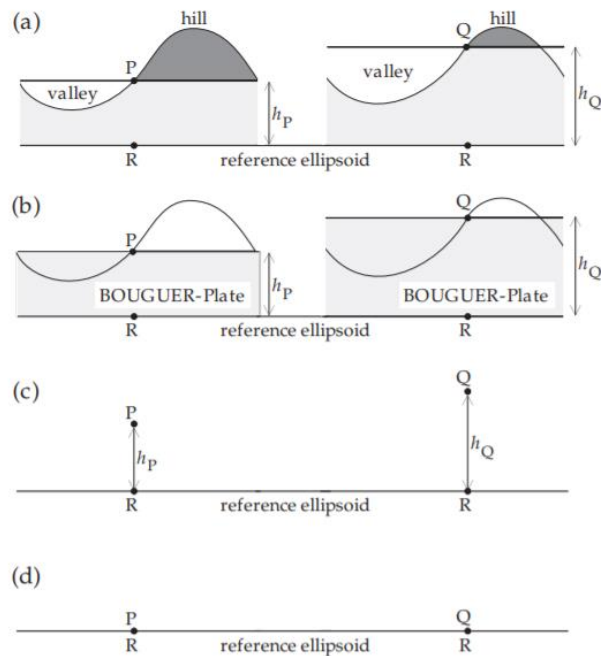 (a)
hill
hill
P
Q
valley
valley
hP
hQ
R
reference ellipsoid
R
(b)
P
Q
BOUGUER-Plate
hP
BOUGUER-Plate
hQ
R
reference ellipsoid
R
(c)
P
Q
hP
hQ
R
reference ellipsoid
R
(d)
P
Q
R
reference ellipsoid
R